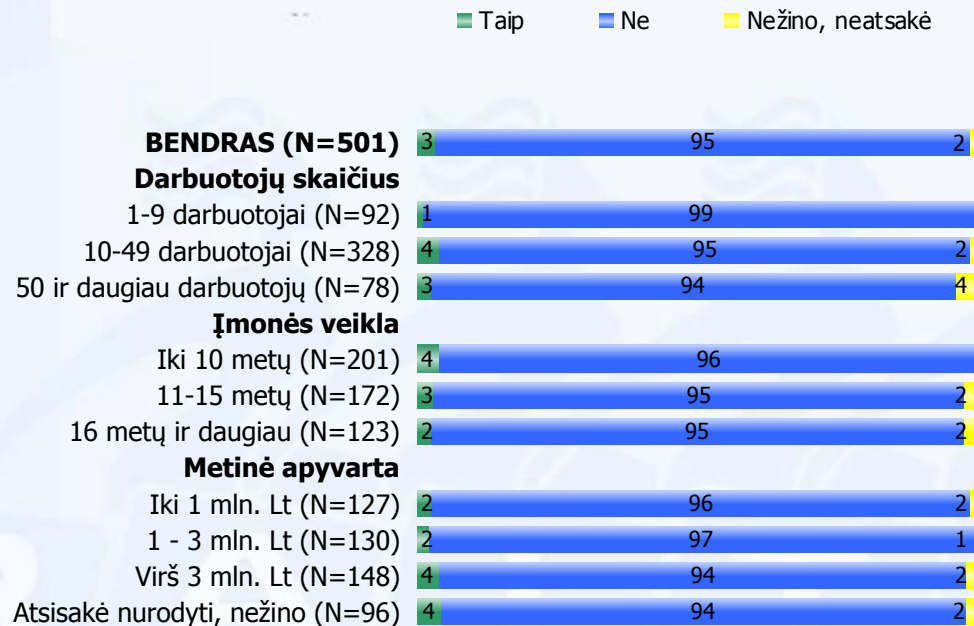 Taip Ne Nežino, neatsakė
BENDRAS (N=501) 3 95 2
Darbuotojų skaičius
1-9 darbuotojai (N=92) 1 99
10-49 darbuotojai (N=328) 4 95 2
50 ir daugiau darbuotojų (N=78) 3 94 4
Įmonės veikla
Iki 10 metų (N=201) 4 96
11-15 metų (N=172) 3 95 2
16 metų ir daugiau (N=123) 2 95 2
Metinė apyvarta
Iki 1 mln. Lt (N=127) 2 96 2
1 - 3 mln. Lt (N=130) 2 97 1
Virš 3 mln. Lt (N=148) 4 94 2
Atsisakė nurodyti, nežino (N=96) 4 94 2